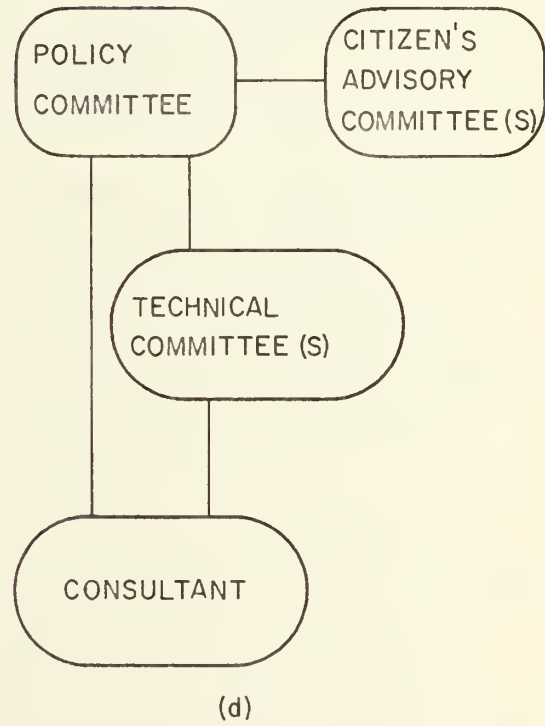 POLICY
COMMITTEE
CITIZEN'S
ADVISORY
COMMITTEE (S)
TECHNICAL
COMMITTEE (S)
CONSULTANT
(d)